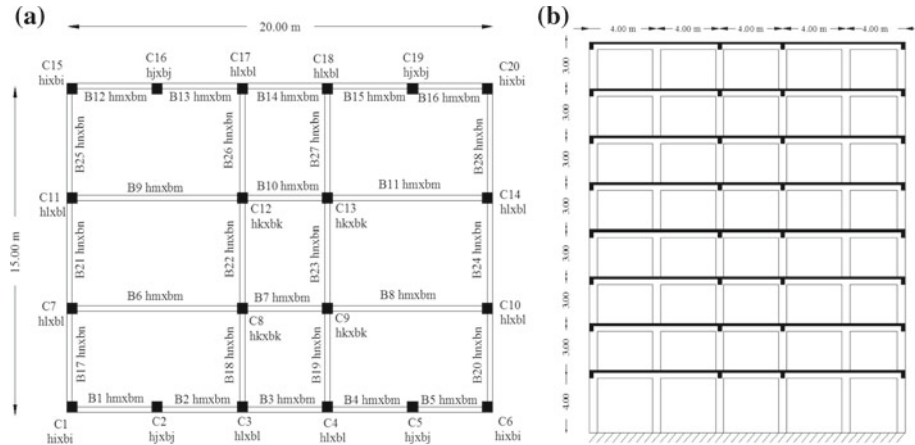 (a)
20.00 m
C15 hixbi
C16 hjxbj
C17 hlxbl
C18 hlxbl
C19 hjxbj
C20 hixbi
B12 hmxbm
B13 hmxbm
B14 hmxbm
B15 hmxbm
B16 hmxbm
B25 hnxbn
B26 hnxbn
B27 hnxbn
B28 hnxbn
15.00 m
B9 hmxbm
B10 hmxbm
B11 hmxbm
C11 hlxbl
C12 hkxbk
C13 hkxbk
C14 hlxbl
B21 hnxbn
B22 hnxbn
B23 hnxbn
B24 hnxbn
B6 hmxbm
B7 hmxbm
B8 hmxbm
C7 hlxbl
C8 hkxbk
C9 hkxbk
C10 hlxbl
B17 hnxbn
B18 hnxbn
B19 hnxbn
B20 hnxbn
B1 hmxbm
B2 hmxbm
B3 hmxbm
B4 hmxbm
B5 hmxbm
C1 hixbi
C2 hjxbj
C3 hlxbl
C4 hlxbl
C5 hjxbj
C6 hixbi
(b)
4.00 m
4.00 m
4.00 m
4.00 m
4.00 m
3.00
3.00
3.00
3.00
3.00
3.00
3.00
4.00